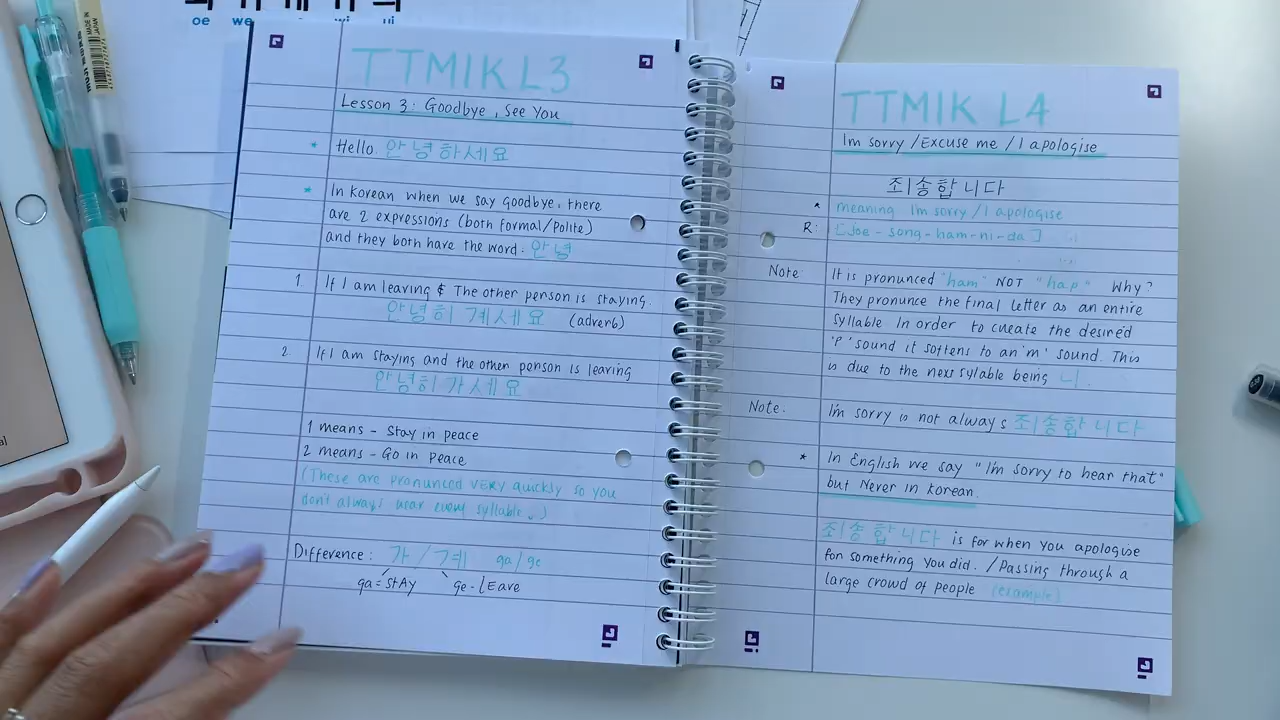 oe we wi ui
MADE IN JAPAN
TTMIK L3
Lesson 3: Goodbye, See You
* Hello 안녕하세요
* In Korean when we say goodbye, there
are 2 expressions (both formal/Polite)
and they both have the word: 안녕
1. If I am leaving & The other person is staying.
안녕히 계세요 (adverb)
2. If I am staying and the other person is leaving
안녕히 가세요
1 means - Stay in peace
2 means - Go in Peace
(These are pronunced VERY quickly so you
don't always hear every syllable.)
Difference: 가/계 ga/ge
ga = StAY ge - lEave
TTMIK L4
Im sorry /Excuse me / I apologise
죄송합니다
* meaning Im sorry / I apologise
R: [Joe-song-ham-ni-da]
Note: It is pronunced "ham" NOT "hap" Why?
They pronunce the final letter as an entire
syllable In order to create the desired
'P' sound it softens to an 'm' sound. This
is due to the next sylable being 니.
Note: I'm sorry is not always 죄송합니다
* In English we say "I'm sorry to hear that"
but Never in Korean.
죄송합니다 is for when you apologise
for something you did. /Passing through a
large crowd of people (example)